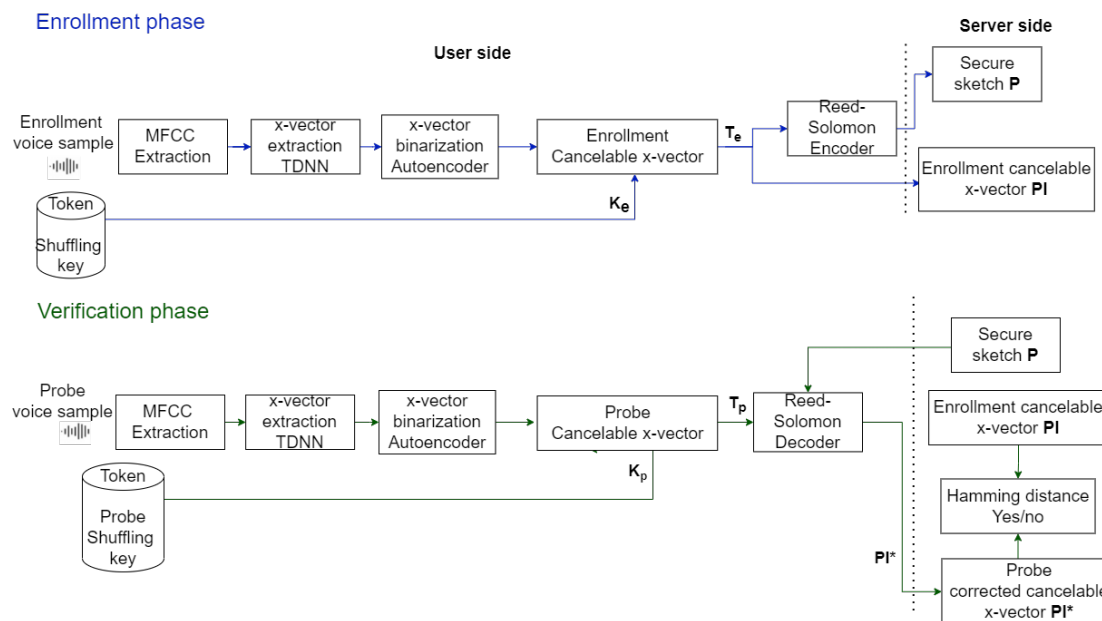 Enrollment phase
User side
Server side
Enrollment
voice sample
MFCC
Extraction
x-vector
extraction
TDNN
x-vector
binarization
Autoencoder
Enrollment
Cancelable x-vector
Te
Reed-
Solomon
Encoder
Secure
sketch P
Enrollment cancelable
x-vector PI
Token
Shuffling
key
Ke
Verification phase
Probe
voice sample
MFCC
Extraction
x-vector
extraction
TDNN
x-vector
binarization
Autoencoder
Probe
Cancelable x-vector
Tp
Reed-
Solomon
Decoder
Secure
sketch P
Enrollment cancelable
x-vector PI
Token
Probe
Shuffling
key
Kp
Hamming distance
Yes/no
PI*
Probe
corrected cancelable
x-vector PI*